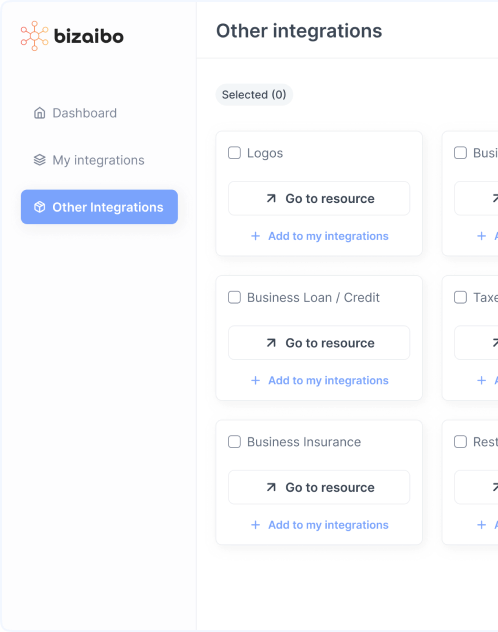 bizaibo
Dashboard
My integrations
Other Integrations
Other integrations
Selected (0)
Logos
Go to resource
Add to my integrations
Busi
A
Business Loan / Credit
Go to resource
Add to my integrations
Taxe
A
Business Insurance
Go to resource
Add to my integrations
Rest
A